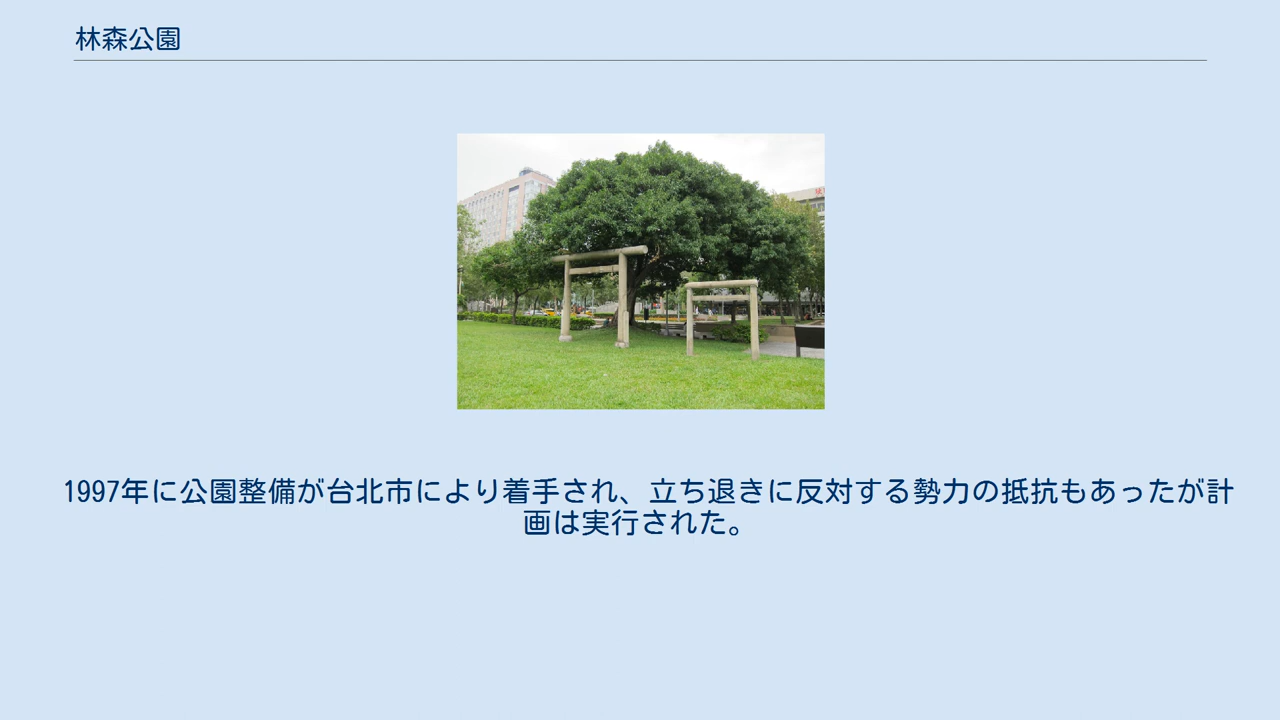 林森公園
1997年に公園整備が台北市により着手され、立ち退きに反対する勢力の抵抗もあったが計
画は実行された。